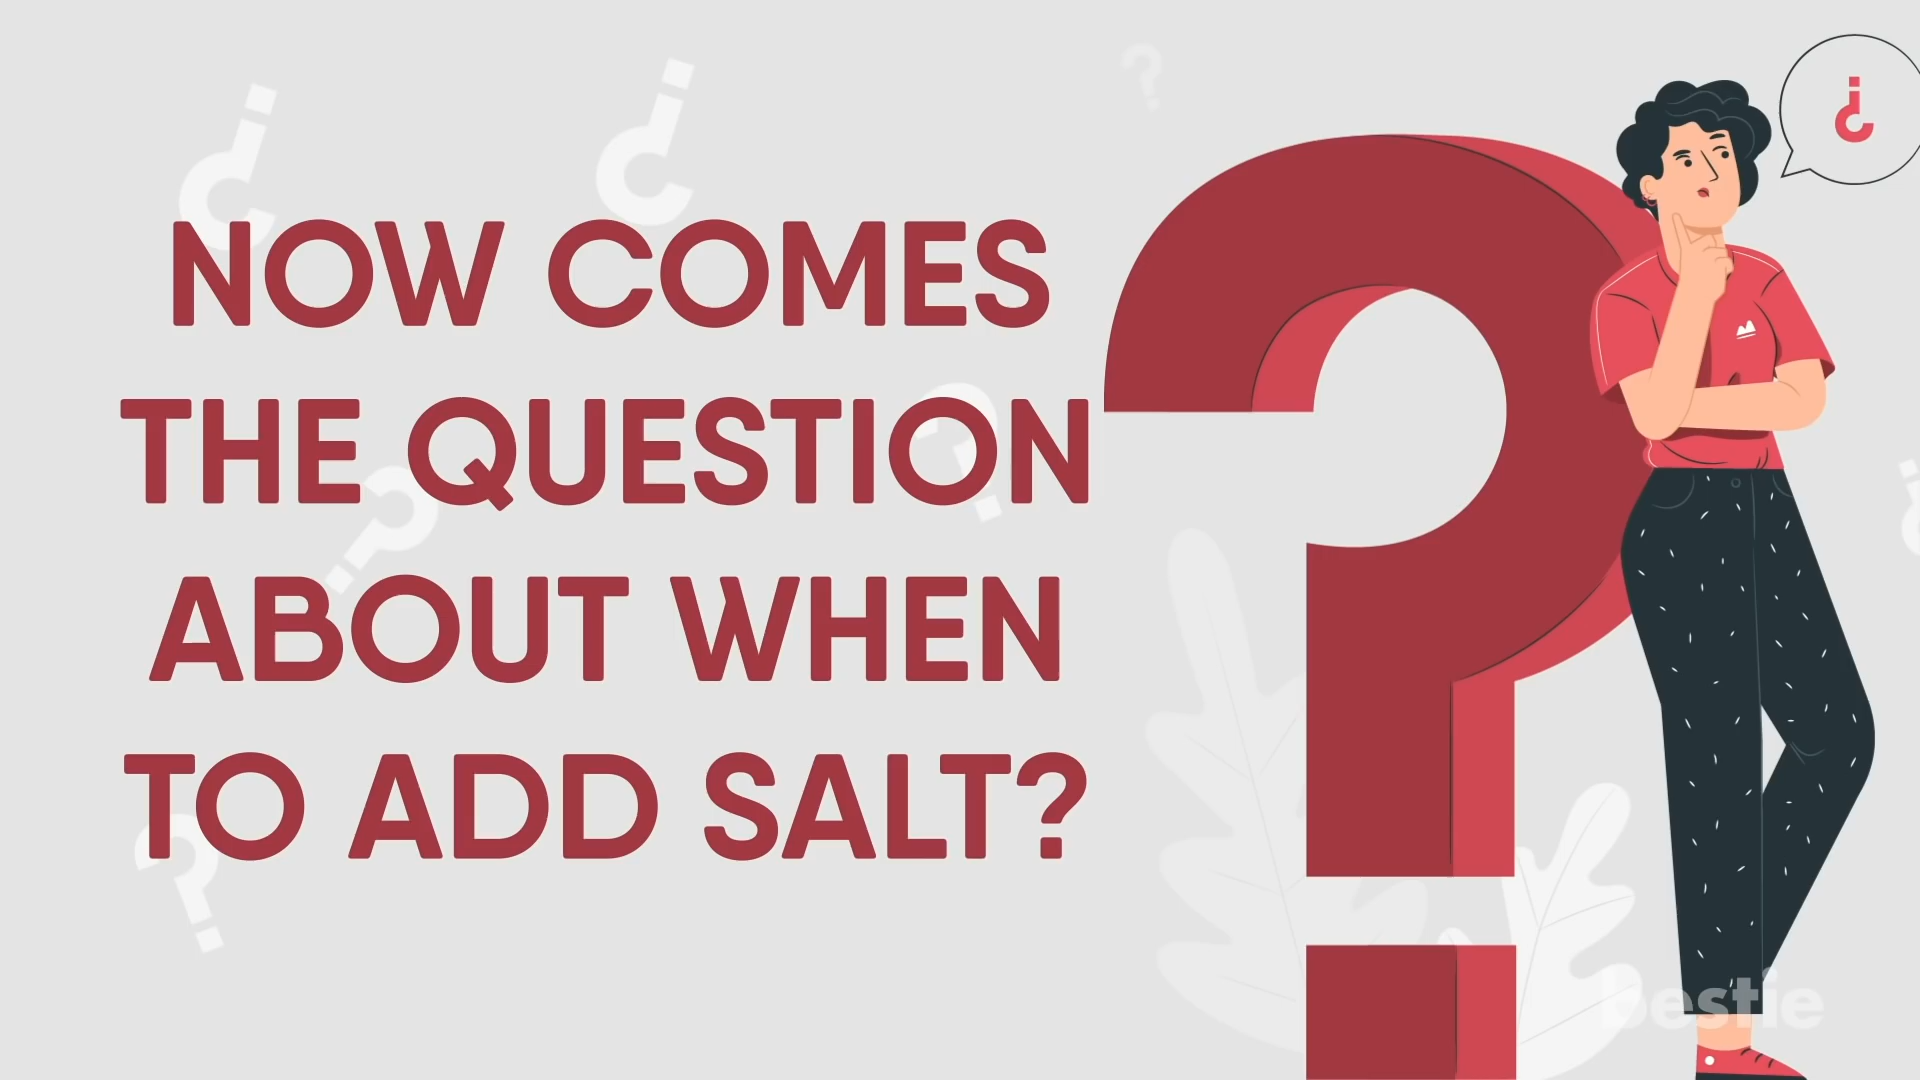 NOW COMES
THE QUESTION
ABOUT WHEN
TO ADD SALT?
¿
bestie